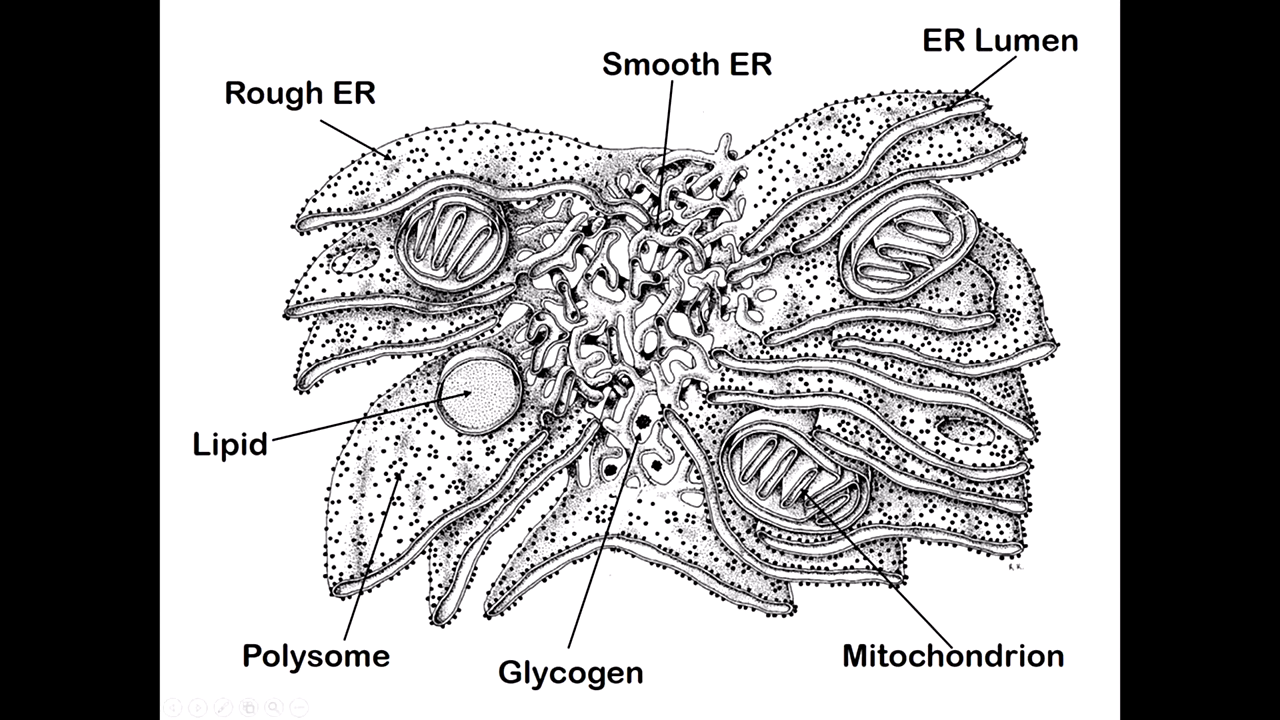 ER Lumen
Smooth ER
Rough ER
Lipid
Polysome
Glycogen
Mitochondrion